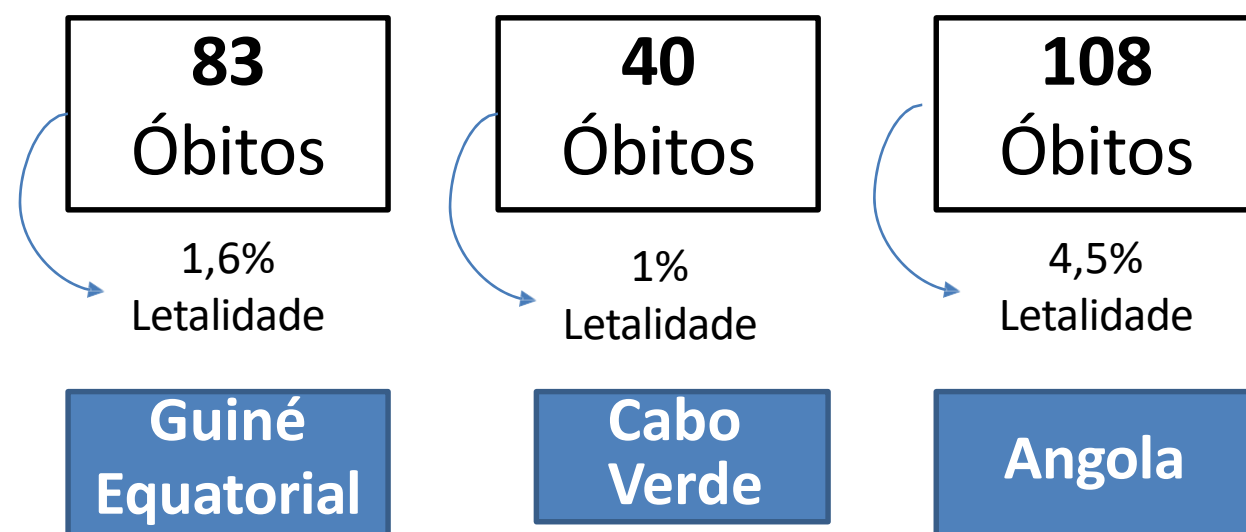 83
Óbitos
1,6%
Letalidade
Guiné
Equatorial
40
Óbitos
1%
Letalidade
Cabo
Verde
108
Óbitos
4,5%
Letalidade
Angola